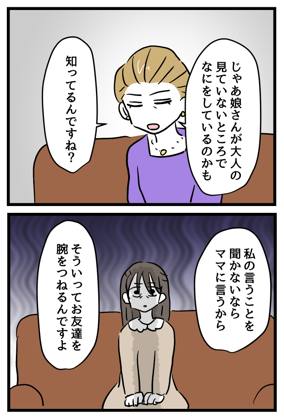 じゃあ娘さんが大人の
見ていないところで
なにをしているのかも
知ってるんですね？
私の言うことを
聞かないなら
ママに言うから
そういってお友達を
腕をつねるんですよ